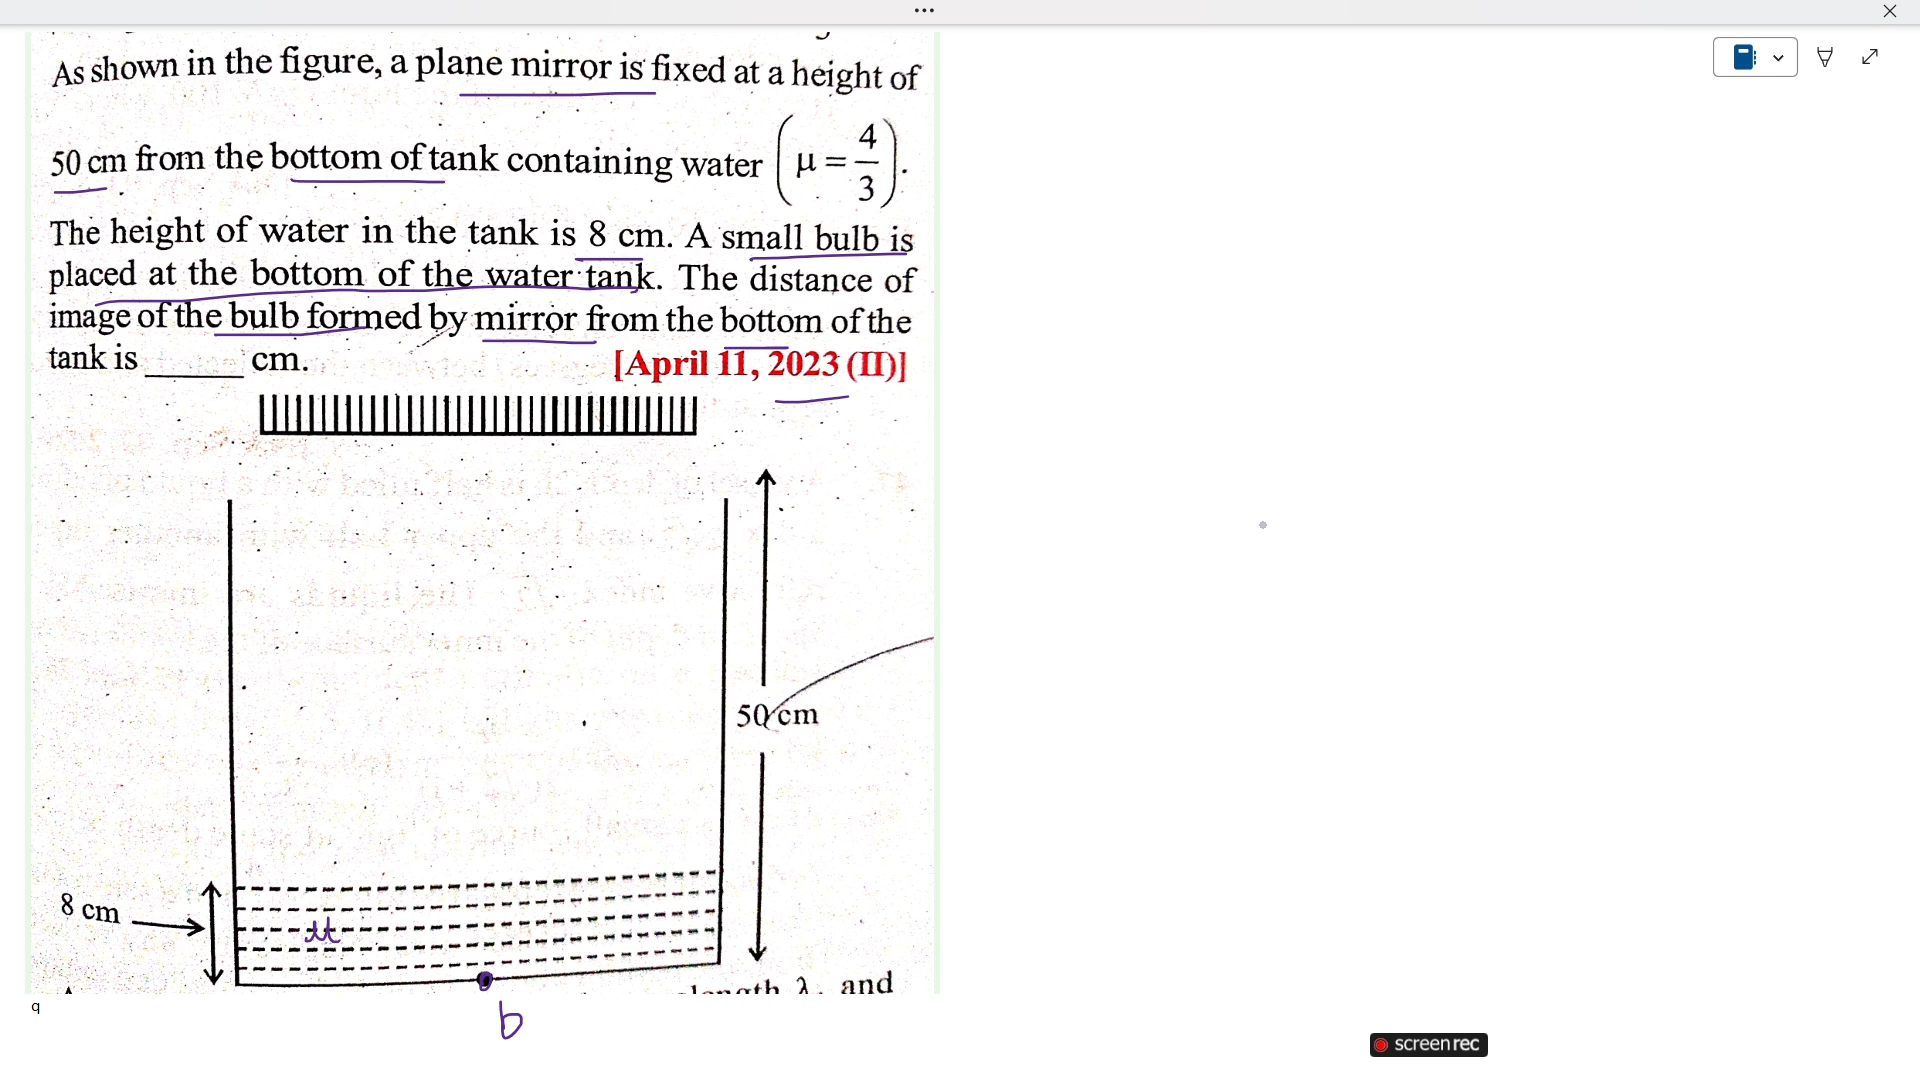 As shown in the figure, a plane mirror is fixed at a height of
50 cm from the bottom of tank containing water (μ = 4/3).
The height of water in the tank is 8 cm. A small bulb is
placed at the bottom of the water tank. The distance of
image of the bulb formed by mirror from the bottom of the
tank is ______ cm. [April 11, 2023 (II)]
50 cm
8 cm
μ
and
q
b
screenrec